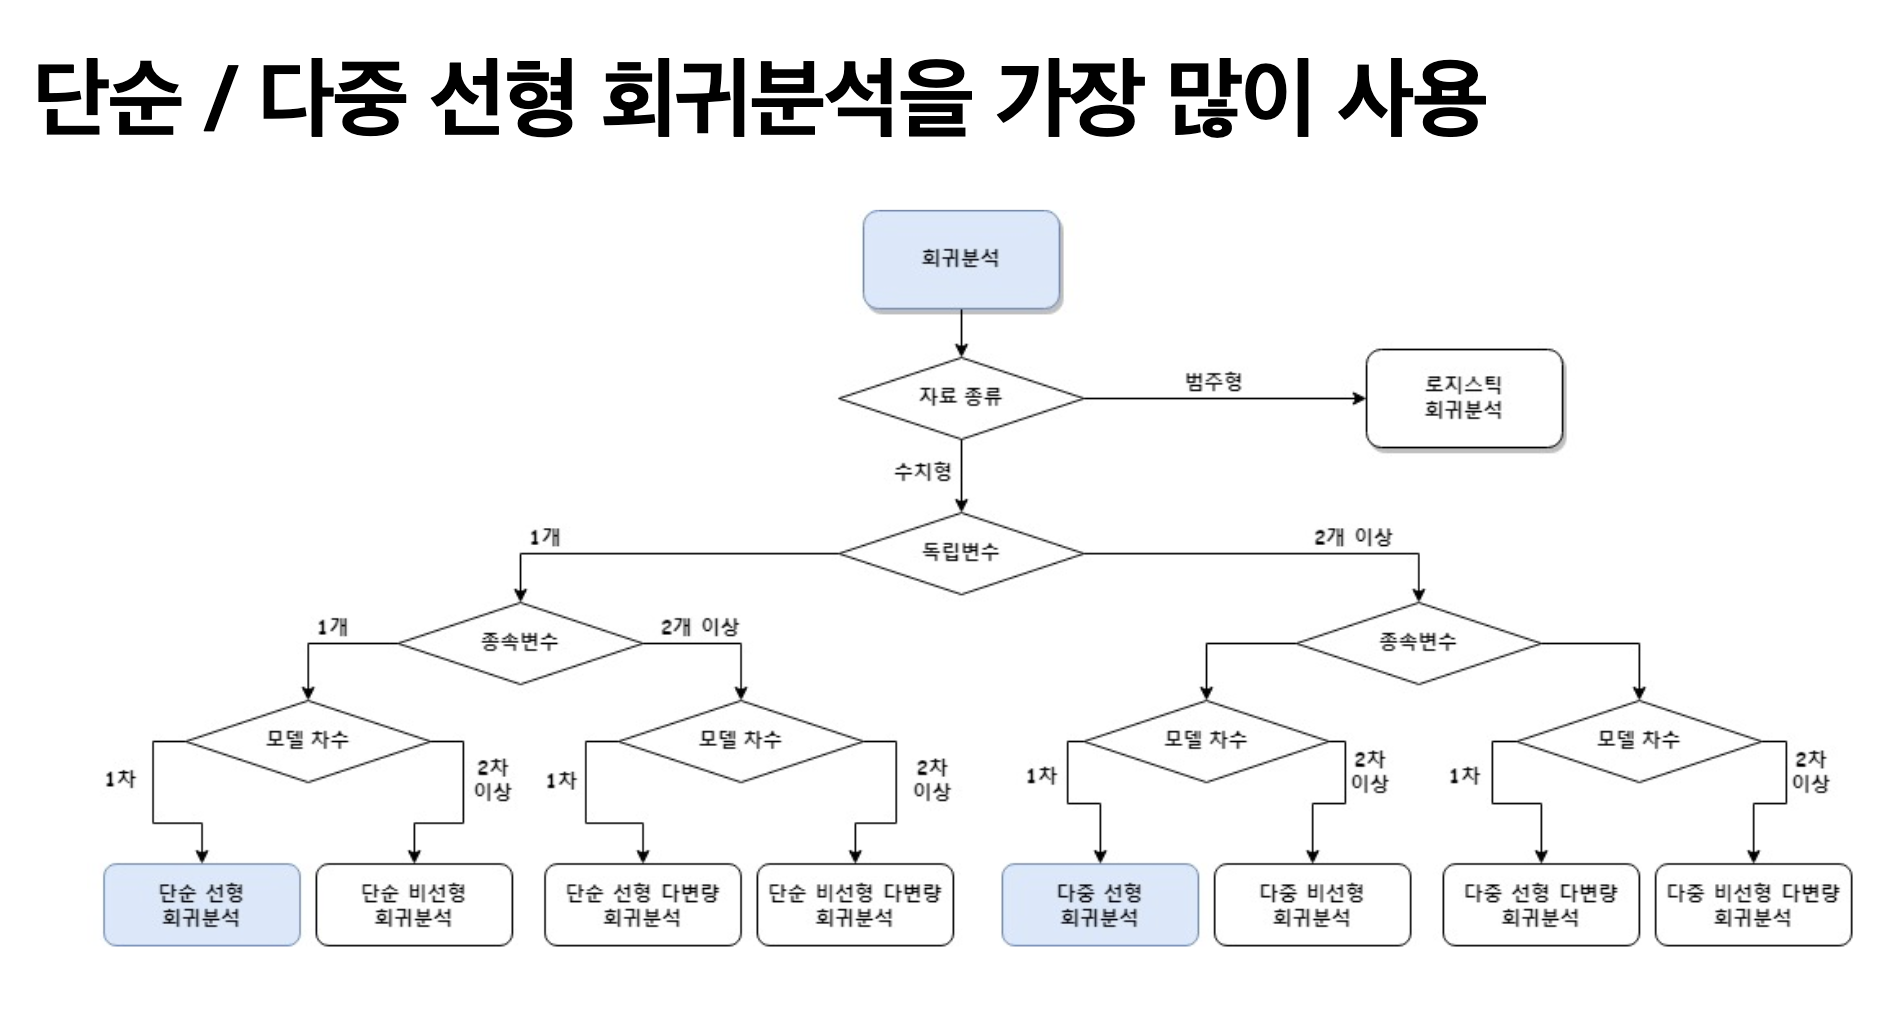 단순 / 다중 선형 회귀분석을 가장 많이 사용
회귀분석
자료 종류
범주형
로지스틱
회귀분석
수치형
독립변수
1개
2개 이상
종속변수
1개
2개 이상
종속변수
모델 차수
1차
2차
이상
모델 차수
1차
2차
이상
모델 차수
1차
2차
이상
모델 차수
1차
2차
이상
단순 선형
회귀분석
단순 비선형
회귀분석
단순 선형 다변량
회귀분석
단순 비선형 다변량
회귀분석
다중 선형
회귀분석
다중 비선형
회귀분석
다중 선형 다변량
회귀분석
다중 비선형 다변량
회귀분석